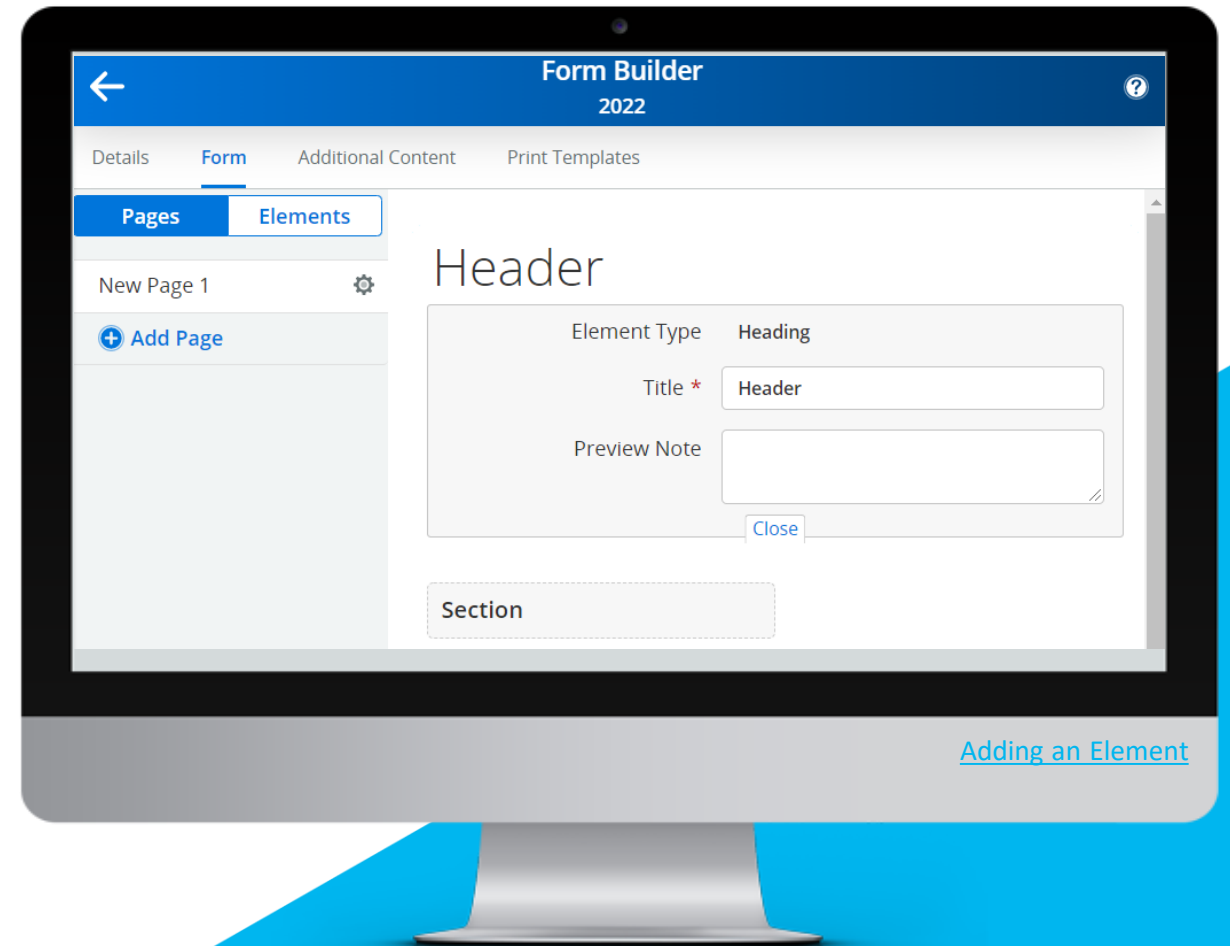 Form Builder
2022
Details Form Additional Content Print Templates
Pages Elements
New Page 1
Add Page
Header
Element Type Heading
Title * Header
Preview Note
Close
Section
Adding an Element